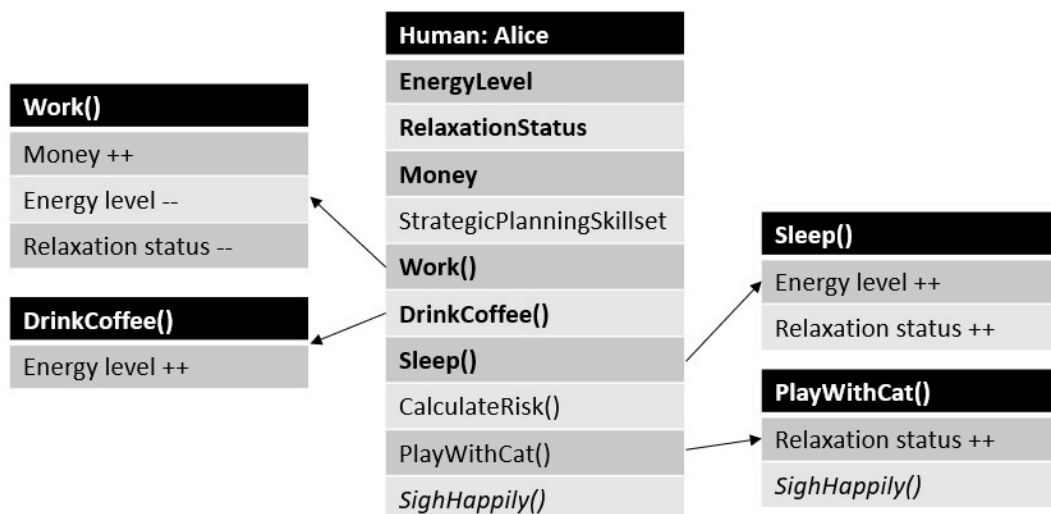 Human: Alice
EnergyLevel
RelaxationStatus
Money
StrategicPlanningSkillset
Work()
DrinkCoffee()
Sleep()
CalculateRisk()
PlayWithCat()
SighHappily()
Work()
Money ++
Energy level --
Relaxation status --
DrinkCoffee()
Energy level ++
Sleep()
Energy level ++
Relaxation status ++
PlayWithCat()
Relaxation status ++
SighHappily()